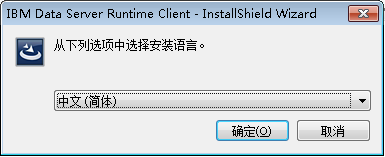 IBM Data Server Runtime Client - InstallShield Wizard
从下列选项中选择安装语言。
中文(简体)
确定(O)
取消